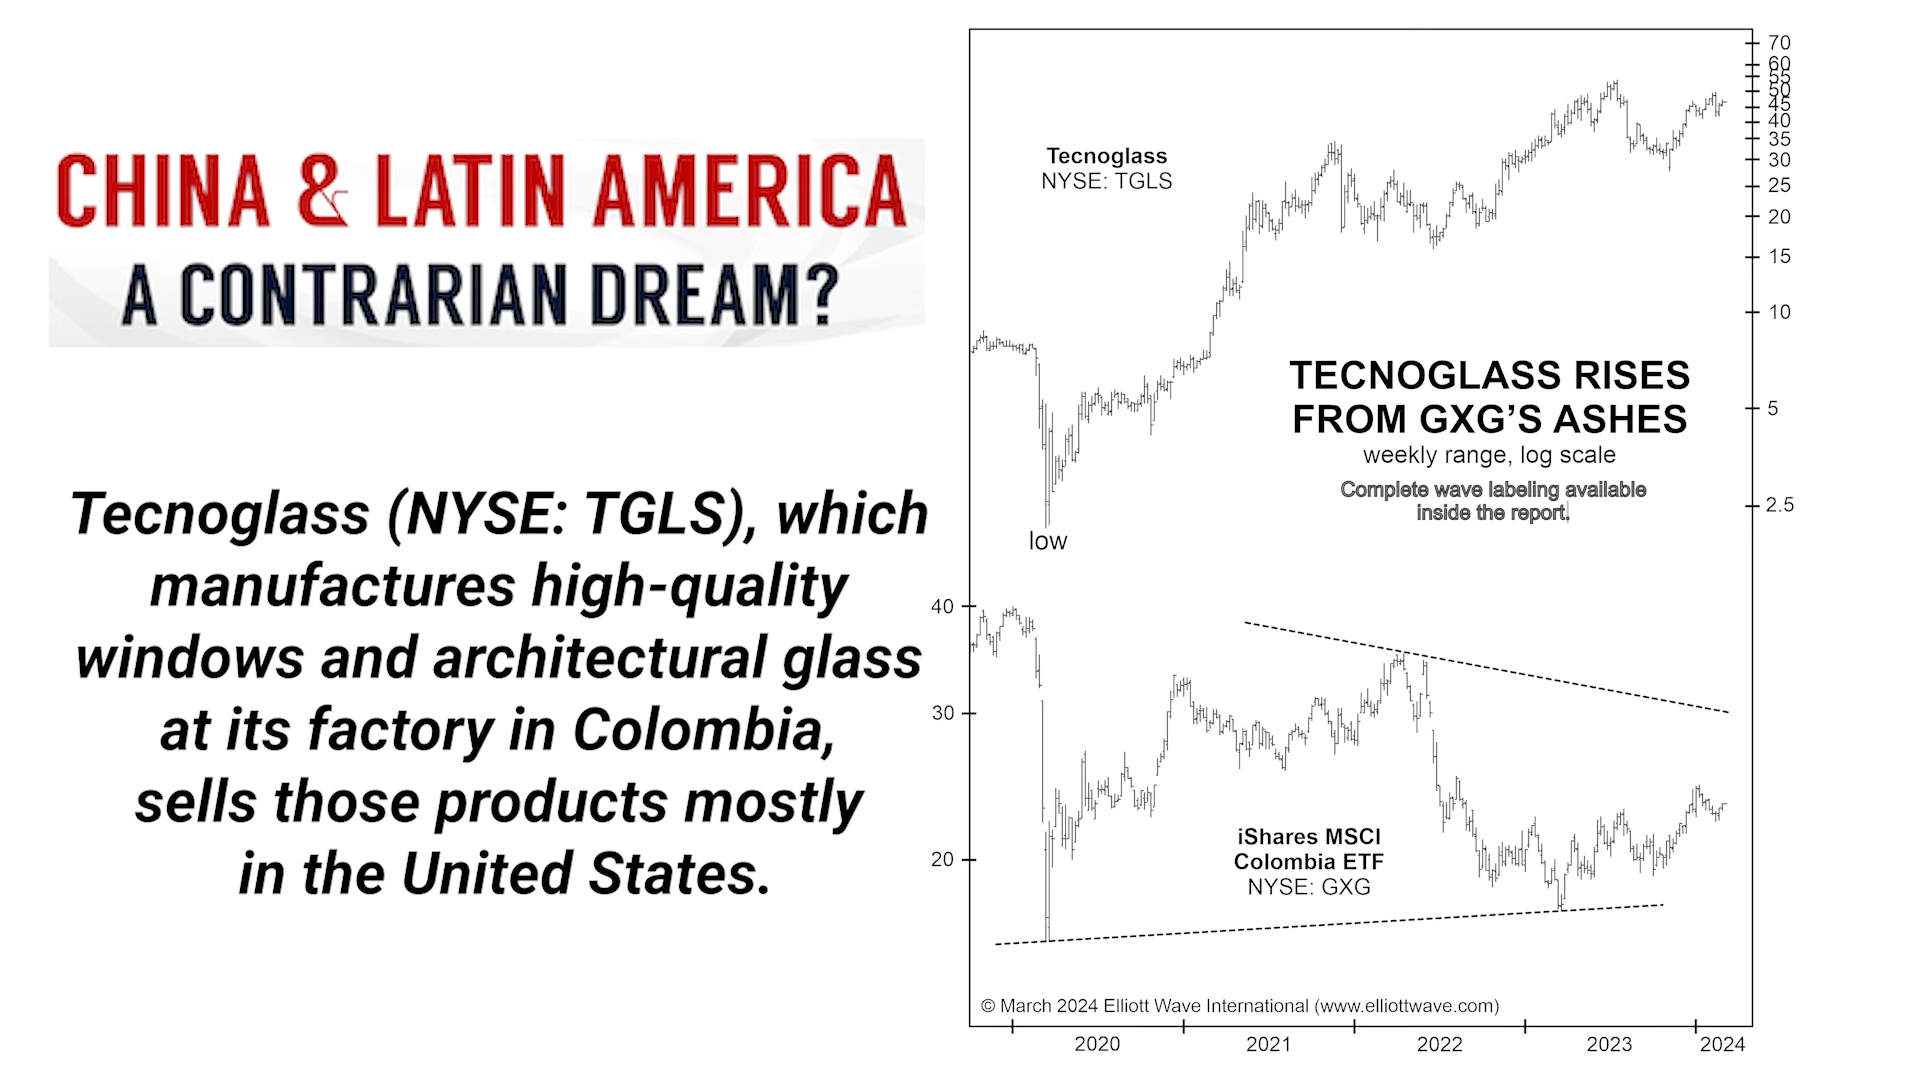 CHINA & LATIN AMERICA
A CONTRARIAN DREAM?
Tecnoglass (NYSE: TGLS), which
manufactures high-quality
windows and architectural glass
at its factory in Colombia,
sells those products mostly
in the United States.
Tecnoglass
NYSE: TGLS
70
60
55
50
45
40
35
30
25
20
15
10
5
2.5
TECNOGLASS RISES
FROM GXG’S ASHES
weekly range, log scale
Complete wave labeling available
inside the report.
low
40
30
20
iShares MSCI
Colombia ETF
NYSE: GXG
© March 2024 Elliott Wave International (www.elliottwave.com)
2020 2021 2022 2023 2024